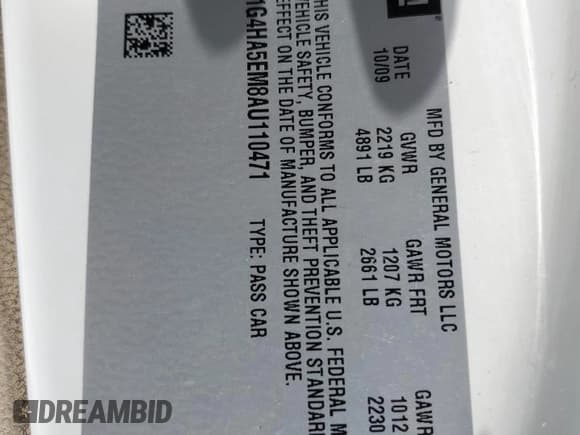 GM
MFD BY GENERAL MOTORS LLC
DATE GVWR GAWR FRT GAWR
10/09 2219 KG 1207 KG 1012
4891 LB 2661 LB 2230
THIS VEHICLE CONFORMS TO ALL APPLICABLE U.S. FEDERAL M
VEHICLE SAFETY, BUMPER, AND THEFT PREVENTION STANDAR
EFFECT ON THE DATE OF MANUFACTURE SHOWN ABOVE.
1G4HA5EM8AU110471 TYPE: PASS CAR
DREAMBID